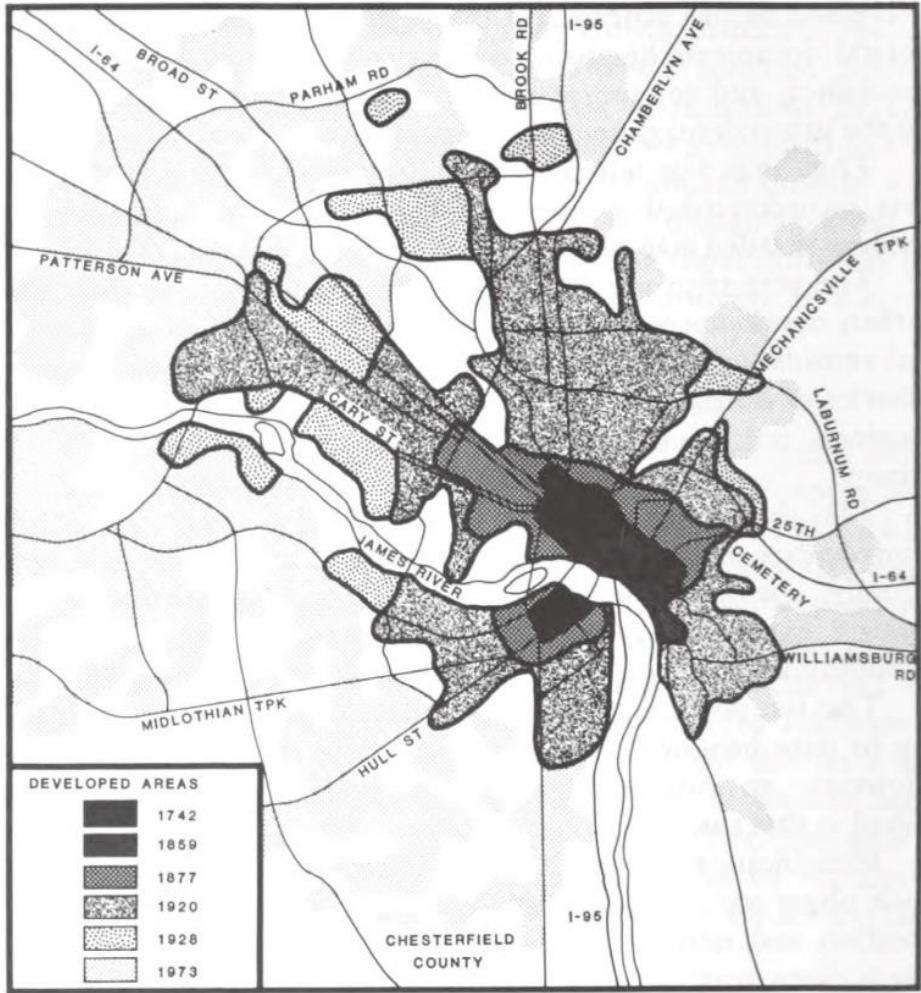 I-64
BROAD ST
PARHAM RD
BROOK RD
I-95
CHAMBERLYN AVE
PATTERSON AVE
MECHANICSVILLE TPK
LABURNUM RD
CARY ST
25TH
JAMES RIVER
CEMETERY
I-64
WILLIAMSBURG RD
MIDLOTHIAN TPK
HULL ST
I-95
CHESTERFIELD
COUNTY
DEVELOPED AREAS
1742
1859
1877
1920
1928
1973